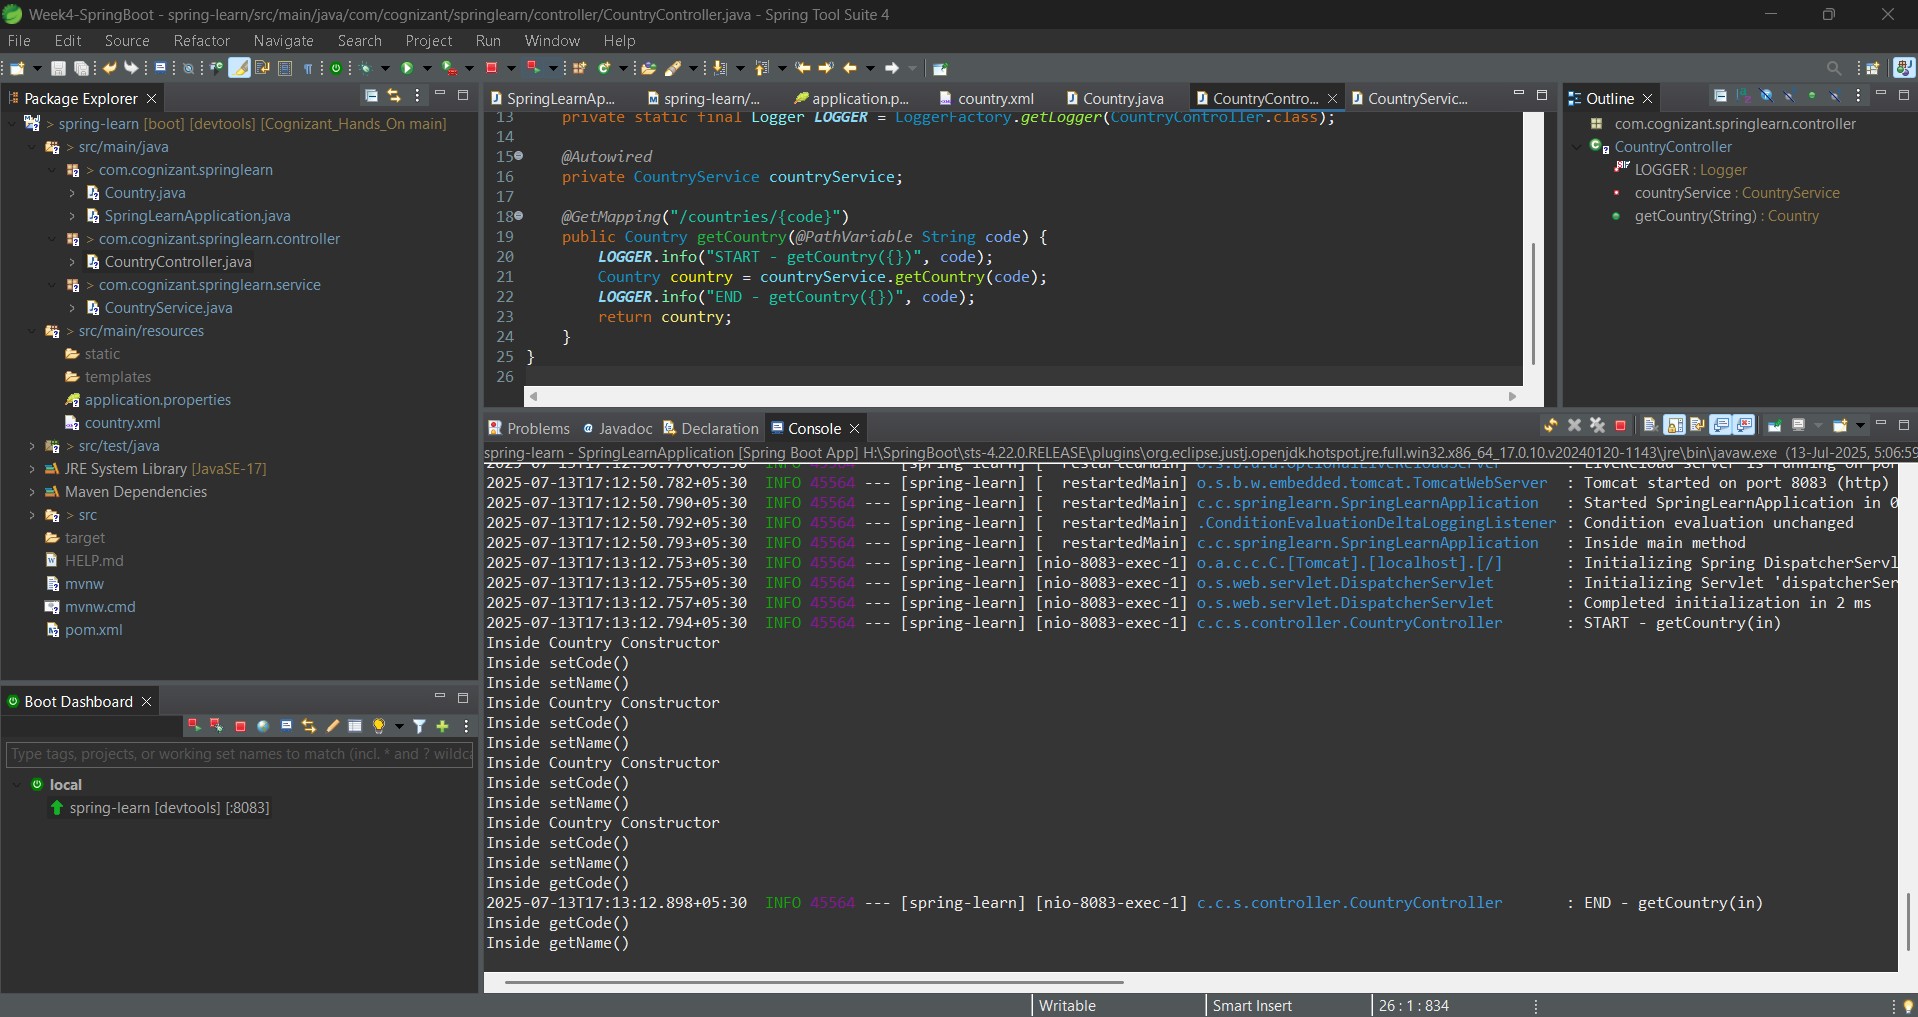 Week4-SpringBoot - spring-learn/src/main/java/com/cognizant/springlearn/controller/CountryController.java - Spring Tool Suite 4
File Edit Source Refactor Navigate Search Project Run Window Help
Package Explorer
> spring-learn [boot] [devtools] [Cognizant_Hands_On main]
> src/main/java
> com.cognizant.springlearn
Country.java
SpringLearnApplication.java
> com.cognizant.springlearn.controller
CountryController.java
> com.cognizant.springlearn.service
CountryService.java
> src/main/resources
static
templates
application.properties
country.xml
> src/test/java
JRE System Library [JavaSE-17]
Maven Dependencies
> src
target
HELP.md
mvnw
mvnw.cmd
pom.xml
Boot Dashboard
Type tags, projects, or working set names to match (incl. * and ? wildca
local
spring-learn [devtools] [:8083]
SpringLearnAp... spring-learn/... application.p... country.xml Country.java CountryContro... CountryServic...
13 private static final Logger LOGGER = LoggerFactory.getLogger(CountryController.class);
14
15 @Autowired
16 private CountryService countryService;
17
18 @GetMapping("/countries/{code}")
19 public Country getCountry(@PathVariable String code) {
20 LOGGER.info("START - getCountry({})", code);
21 Country country = countryService.getCountry(code);
22 LOGGER.info("END - getCountry({})", code);
23 return country;
24 }
25 }
26
Outline
com.cognizant.springlearn.controller
CountryController
LOGGER : Logger
countryService : CountryService
getCountry(String) : Country
Problems Javadoc Declaration Console
spring-learn - SpringLearnApplication [Spring Boot App] H:\SpringBoot\sts-4.22.0.RELEASE\plugins\org.eclipse.justj.openjdk.hotspot.jre.full.win32.x86_64_17.0.10.v20240120-1143\jre\bin\javaw.exe (13-Jul-2025, 5:06:59
2025-07-13T17:12:50.776+05:30 INFO 45564 --- [spring-learn] [ restartedMain] o.s.b.d.a.OptionalLiveReloadServer : LiveReload server is running on por
2025-07-13T17:12:50.782+05:30 INFO 45564 --- [spring-learn] [ restartedMain] o.s.b.w.embedded.tomcat.TomcatWebServer : Tomcat started on port 8083 (http)
2025-07-13T17:12:50.790+05:30 INFO 45564 --- [spring-learn] [ restartedMain] c.c.springlearn.SpringLearnApplication : Started SpringLearnApplication in 0
2025-07-13T17:12:50.792+05:30 INFO 45564 --- [spring-learn] [ restartedMain] .ConditionEvaluationDeltaLoggingListener : Condition evaluation unchanged
2025-07-13T17:12:50.793+05:30 INFO 45564 --- [spring-learn] [ restartedMain] c.c.springlearn.SpringLearnApplication : Inside main method
2025-07-13T17:13:12.753+05:30 INFO 45564 --- [spring-learn] [nio-8083-exec-1] o.a.c.c.C.[Tomcat].[localhost].[/] : Initializing Spring DispatcherServl
2025-07-13T17:13:12.755+05:30 INFO 45564 --- [spring-learn] [nio-8083-exec-1] o.s.web.servlet.DispatcherServlet : Initializing Servlet 'dispatcherSer
2025-07-13T17:13:12.757+05:30 INFO 45564 --- [spring-learn] [nio-8083-exec-1] o.s.web.servlet.DispatcherServlet : Completed initialization in 2 ms
2025-07-13T17:13:12.794+05:30 INFO 45564 --- [spring-learn] [nio-8083-exec-1] c.c.s.controller.CountryController : START - getCountry(in)
Inside Country Constructor
Inside setCode()
Inside setName()
Inside Country Constructor
Inside setCode()
Inside setName()
Inside Country Constructor
Inside setCode()
Inside setName()
Inside Country Constructor
Inside setCode()
Inside setName()
Inside getCode()
2025-07-13T17:13:12.898+05:30 INFO 45564 --- [spring-learn] [nio-8083-exec-1] c.c.s.controller.CountryController : END - getCountry(in)
Inside getCode()
Inside getName()
Writable Smart Insert 26 : 1 : 834